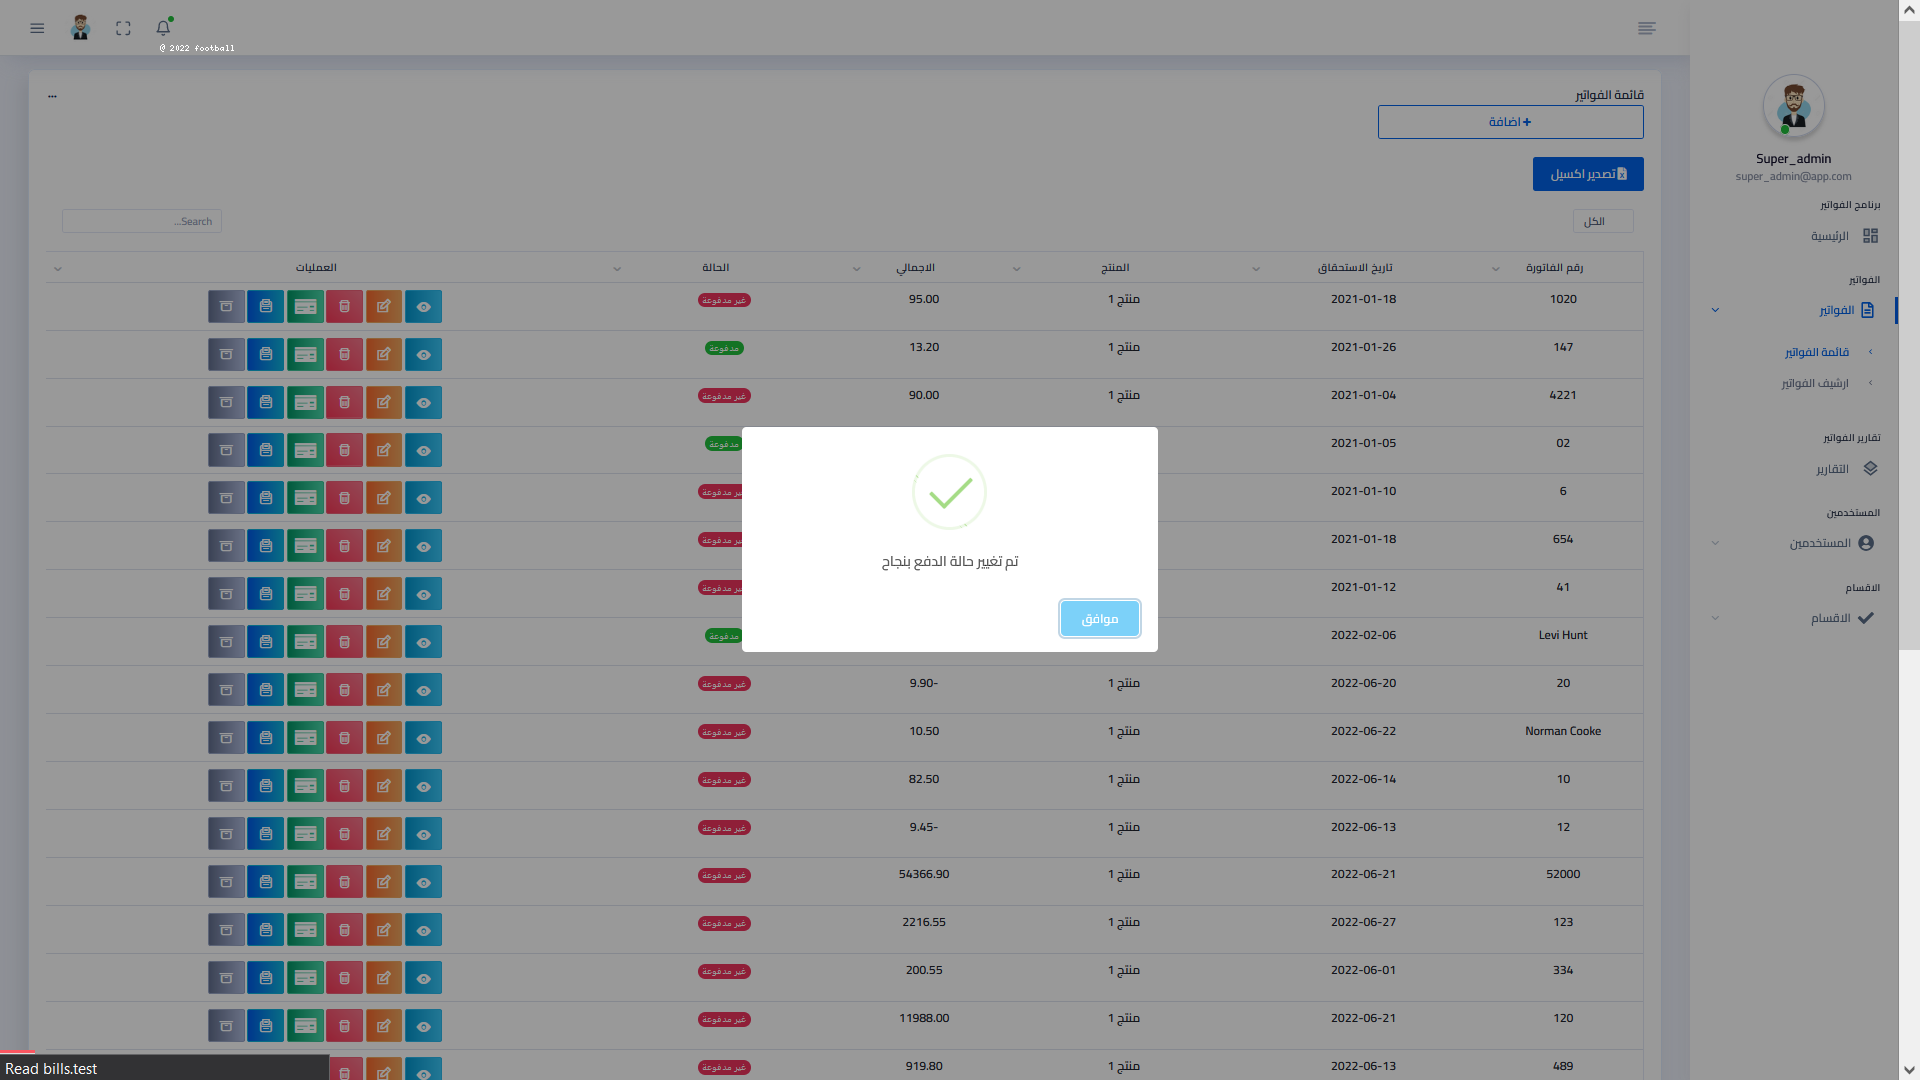 @ 2022 football
Super_admin
super_admin@app.com
برنامج الفواتير
الرئيسية
الفواتير
الفواتير
قائمة الفواتير
ارشيف الفواتير
تقارير الفواتير
التقارير
المستخدمين
المستخدمين
الاقسام
الاقسام
قائمة الفواتير
...
+ اضافة
تصدير اكسيل
الكل
Search...
رقم الفاتورة تاريخ الاستحقاق المنتج الاجمالي الحالة العمليات
1020 2021-01-18 منتج 1 95.00 غير مدفوعة
147 2021-01-26 منتج 1 13.20 مدفوعة
4221 2021-01-04 منتج 1 90.00 غير مدفوعة
02 2021-01-05 مدفوعة
6 2021-01-10 غير مدفوعة
654 2021-01-18 غير مدفوعة
41 2021-01-12 غير مدفوعة
Levi Hunt 2022-02-06 مدفوعة
تم تغيير حالة الدفع بنجاح
موافق
20 2022-06-20 منتج 1 9.90- غير مدفوعة
Norman Cooke 2022-06-22 منتج 1 10.50 غير مدفوعة
10 2022-06-14 منتج 1 82.50 غير مدفوعة
12 2022-06-13 منتج 1 9.45- غير مدفوعة
52000 2022-06-21 منتج 1 54366.90 غير مدفوعة
123 2022-06-27 منتج 1 2216.55 غير مدفوعة
334 2022-06-01 منتج 1 200.55 غير مدفوعة
120 2022-06-21 منتج 1 11988.00 غير مدفوعة
489 2022-06-13 منتج 1 919.80 غير مدفوعة
Read bills.test